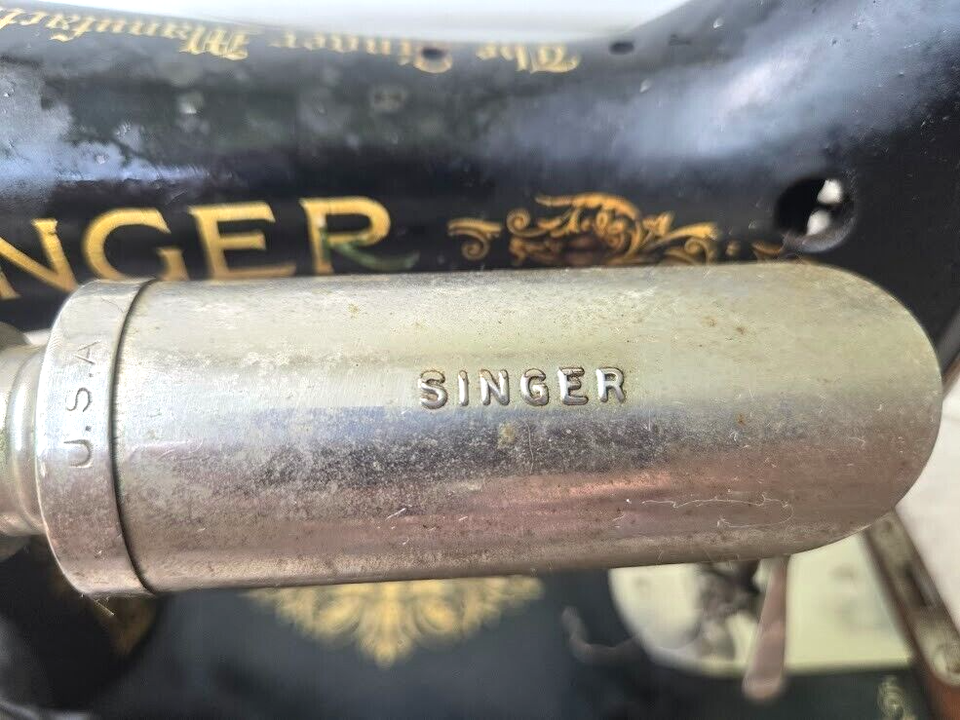 The Singer Manufact
NGER
U.S.A
SINGER